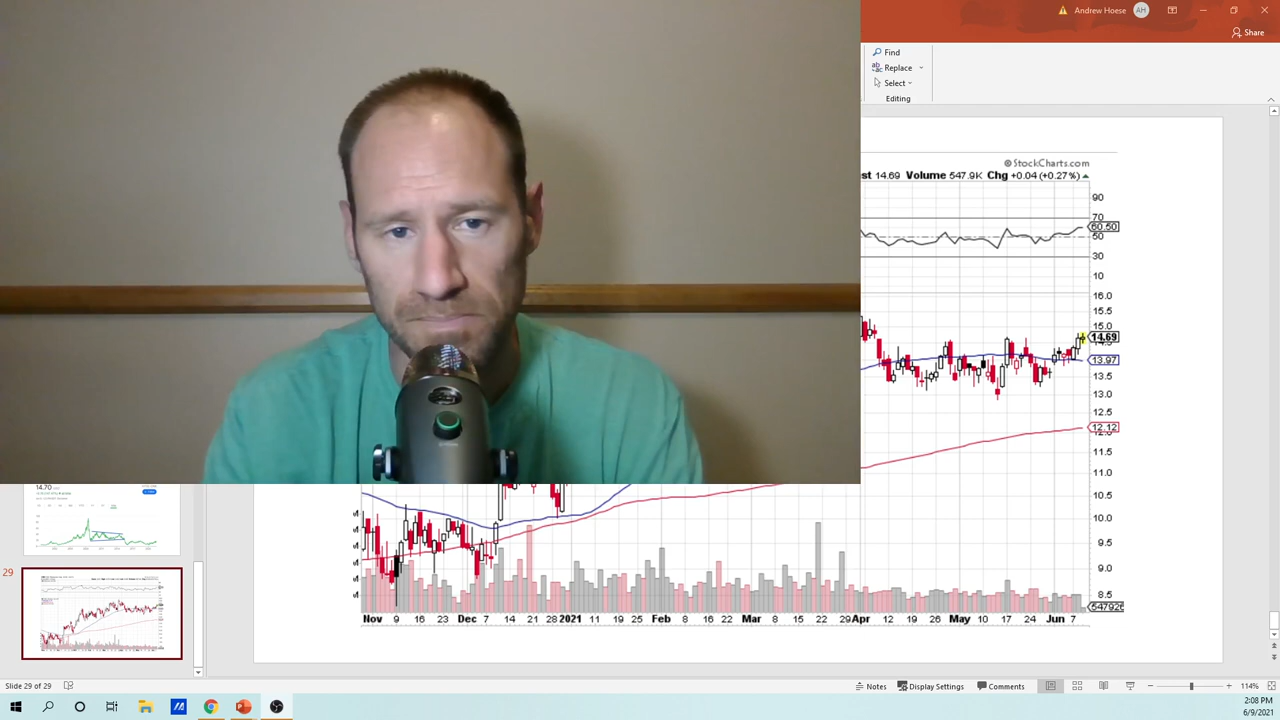 Andrew Hoese AH
Share
Find
Replace
Select
Editing
© StockCharts.com
st 14.69 Volume 547.9K Chg +0.04 (+0.27%)
90
70
60.50
50
30
10
16.0
15.5
15.0
14.69
13.97
13.5
13.0
12.5
12.12
11.5
11.0
10.5
10.0
9.5
9.0
8.5
547920
Nov 9 16 23 Dec 7 14 21 28 2021 11 19 25 Feb 8 16 22 Mar 8 15 22 29 Apr 12 19 26 May 10 17 24 Jun 7
14.70
29
Slide 29 of 29
Notes Display Settings Comments 114%
2:08 PM
6/9/2021